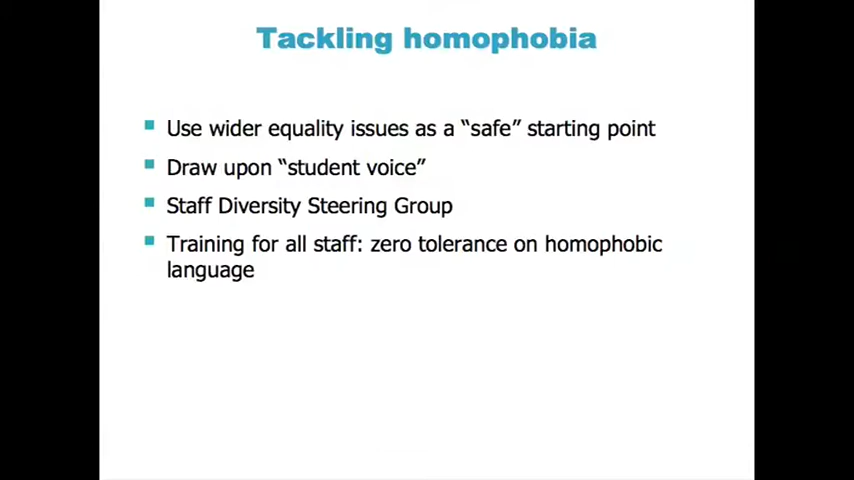 Tackling homophobia
Use wider equality issues as a “safe” starting point
Draw upon “student voice”
Staff Diversity Steering Group
Training for all staff: zero tolerance on homophobic
language